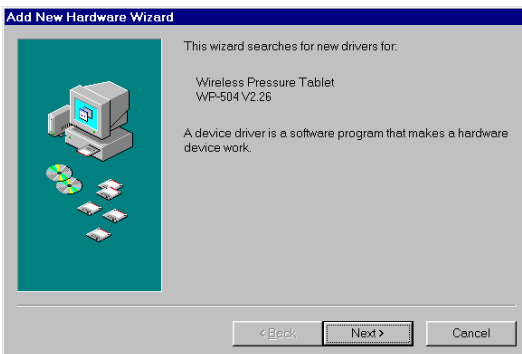 Add New Hardware Wizard
This wizard searches for new drivers for:
Wireless Pressure Tablet
WP-504 V2.26
A device driver is a software program that makes a hardware
device work.
< Back
Next >
Cancel